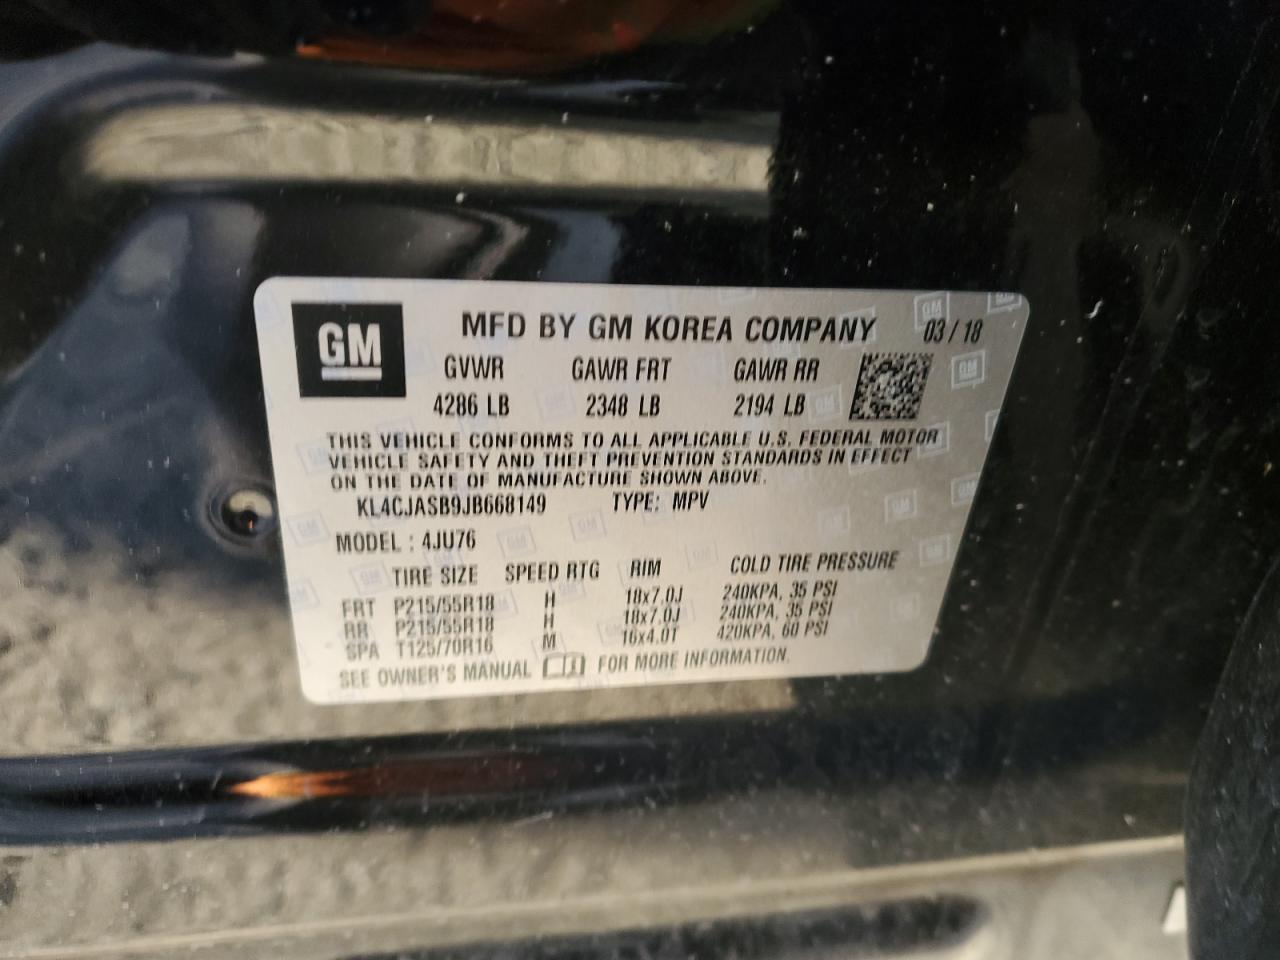 GM
MFD BY GM KOREA COMPANY 03/18
GVWR GAWR FRT GAWR RR
4286 LB 2348 LB 2194 LB
THIS VEHICLE CONFORMS TO ALL APPLICABLE U.S. FEDERAL MOTOR
VEHICLE SAFETY AND THEFT PREVENTION STANDARDS IN EFFECT
ON THE DATE OF MANUFACTURE SHOWN ABOVE.
KL4CJASB9JB668149 TYPE: MPV
MODEL : 4JU76
TIRE SIZE SPEED RTG RIM COLD TIRE PRESSURE
FRT P215/55R18 H 18x7.0J 240KPA, 35 PSI
RR P215/55R18 H 18x7.0J 240KPA, 35 PSI
SPA T125/70R16 M 16x4.0T 420KPA, 60 PSI
SEE OWNER'S MANUAL FOR MORE INFORMATION.